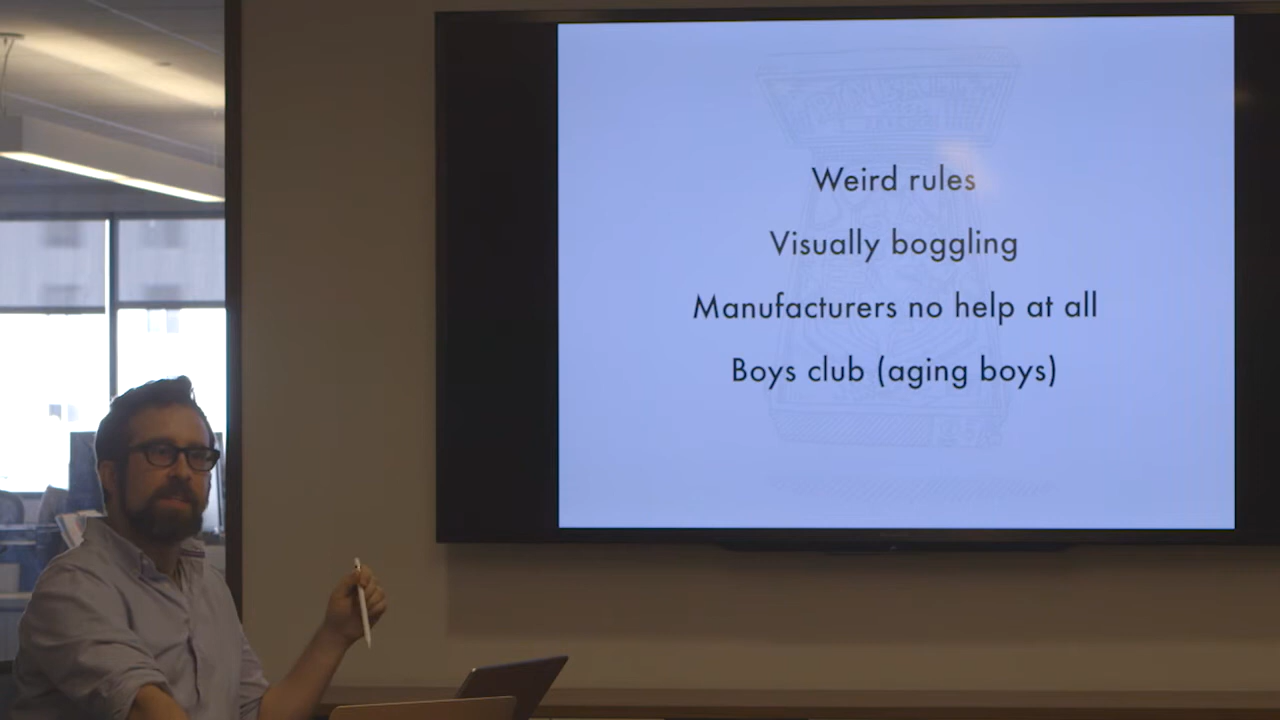 Weird rules
Visually boggling
Manufacturers no help at all
Boys club (aging boys)